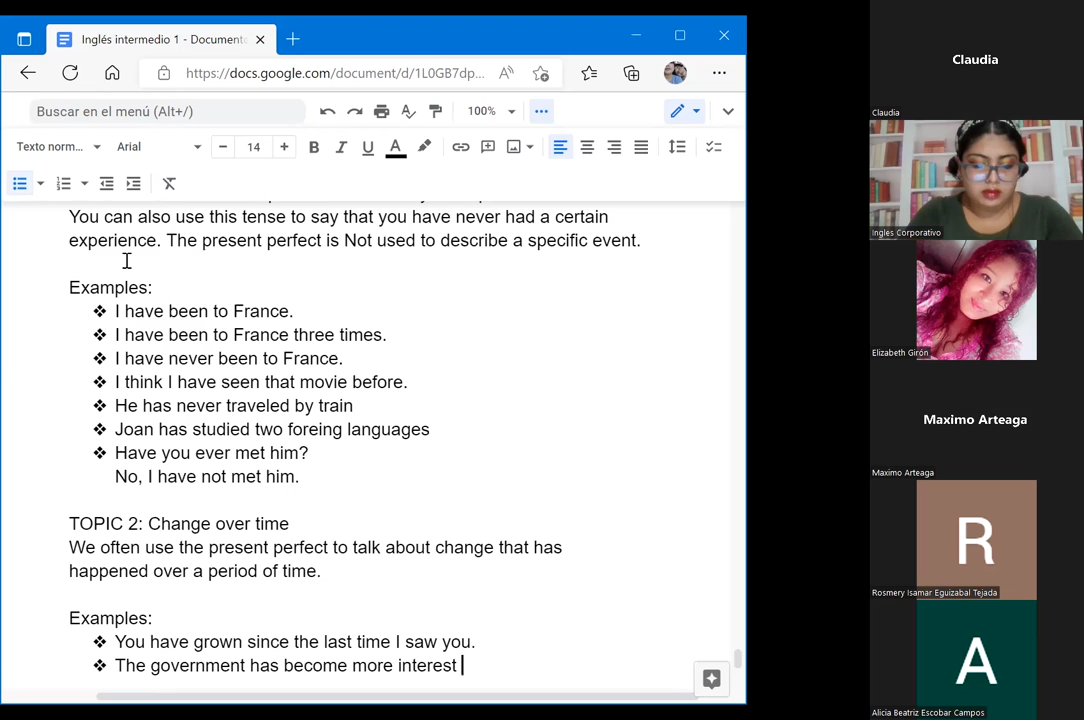 Inglés intermedio 1 - Documento
https://docs.google.com/document/d/1L0GB7dp...
Buscar en el menú (Alt+/)
100%
Texto norm...
Arial
14
You can also use this tense to say that you have never had a certain
experience. The present perfect is Not used to describe a specific event.
Examples:
I have been to France.
I have been to France three times.
I have never been to France.
I think I have seen that movie before.
He has never traveled by train
Joan has studied two foreing languages
Have you ever met him?
No, I have not met him.
TOPIC 2: Change over time
We often use the present perfect to talk about change that has
happened over a period of time.
Examples:
You have grown since the last time I saw you.
The government has become more interest
Claudia
Claudia
Ingles Corporativo
Elizabeth Girón
Maximo Arteaga
Maximo Arteaga
R
Rosmery Isamar Eguizabal Tejada
A
Alicia Beatriz Escobar Campos